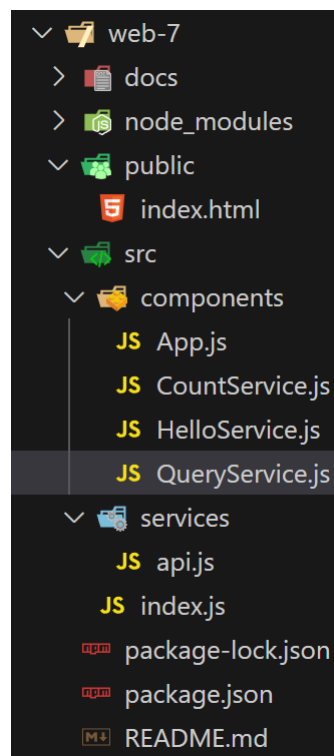 web-7
docs
node_modules
public
index.html
src
components
JS App.js
JS CountService.js
JS HelloService.js
JS QueryService.js
services
JS api.js
JS index.js
package-lock.json
package.json
README.md